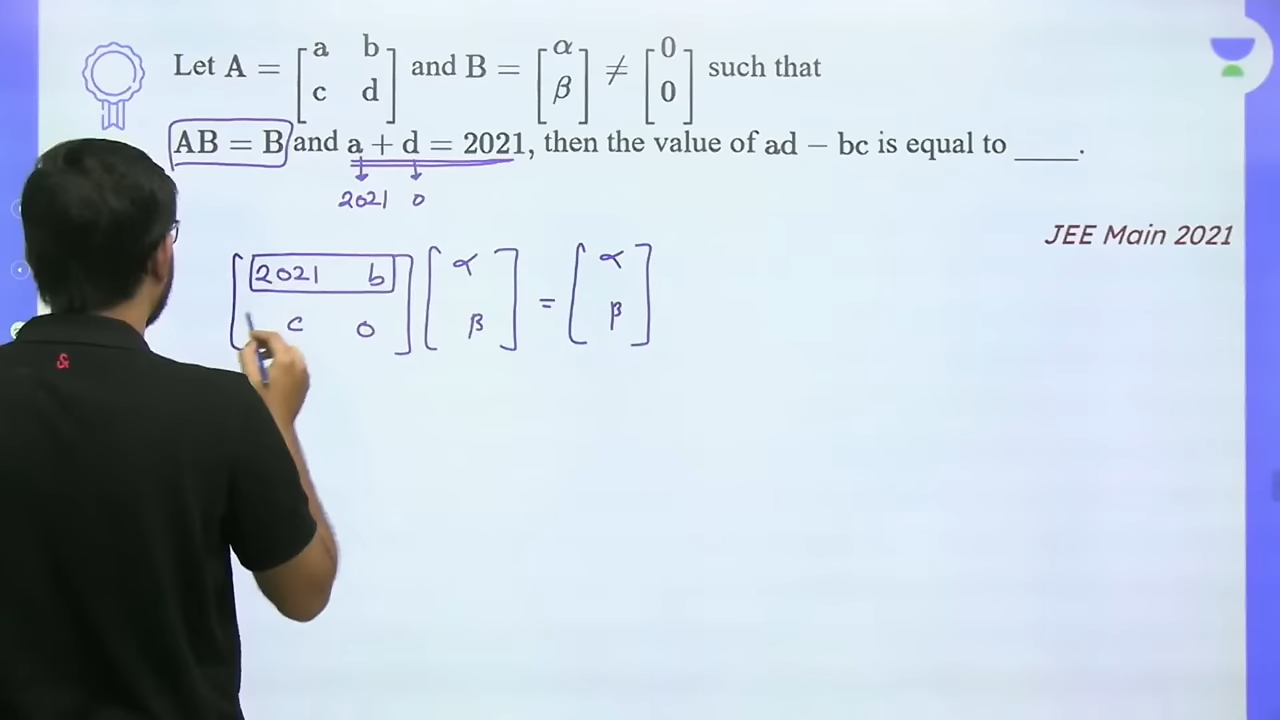 Let A = [a b; c d] and B = [α; β] ≠ [0; 0] such that
AB = B and a + d = 2021, then the value of ad − bc is equal to ____.
2021 0
JEE Main 2021
[2021 b; c 0] [α; β] = [α; β]
&